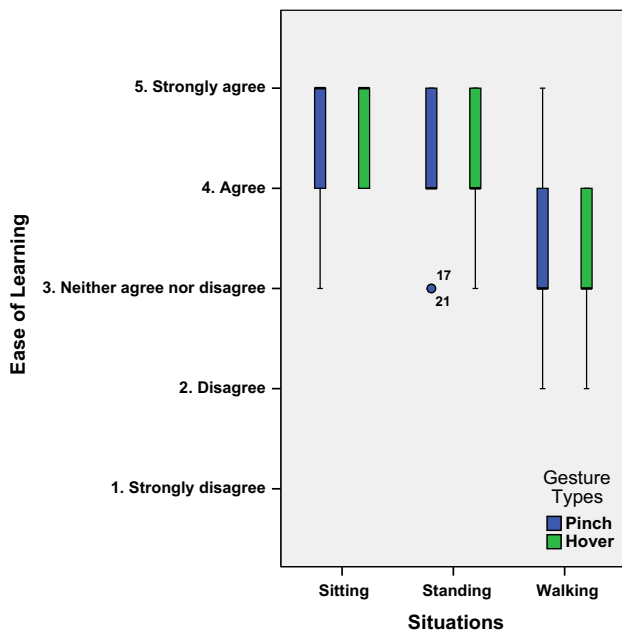 Ease of Learning
5. Strongly agree
4. Agree
3. Neither agree nor disagree
2. Disagree
1. Strongly disagree
17
21
Gesture
Types
Pinch
Hover
Sitting
Standing
Walking
Situations